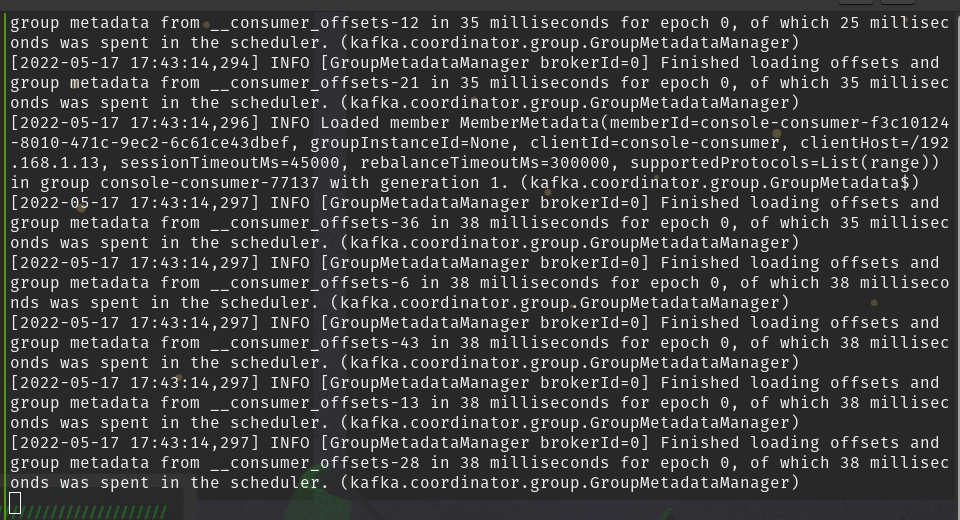 group metadata from __consumer_offsets-12 in 35 milliseconds for epoch 0, of which 25 millisec
onds was spent in the scheduler. (kafka.coordinator.group.GroupMetadataManager)
[2022-05-17 17:43:14,294] INFO [GroupMetadataManager brokerId=0] Finished loading offsets and
group metadata from __consumer_offsets-21 in 35 milliseconds for epoch 0, of which 35 millisec
onds was spent in the scheduler. (kafka.coordinator.group.GroupMetadataManager)
[2022-05-17 17:43:14,296] INFO Loaded member MemberMetadata(memberId=console-consumer-f3c10124
-8010-471c-9ec2-6c61ce43dbef, groupInstanceId=None, clientId=console-consumer, clientHost=/192
.168.1.13, sessionTimeoutMs=45000, rebalanceTimeoutMs=300000, supportedProtocols=List(range))
in group console-consumer-77137 with generation 1. (kafka.coordinator.group.GroupMetadata$)
[2022-05-17 17:43:14,297] INFO [GroupMetadataManager brokerId=0] Finished loading offsets and
group metadata from __consumer_offsets-36 in 38 milliseconds for epoch 0, of which 35 millisec
onds was spent in the scheduler. (kafka.coordinator.group.GroupMetadataManager)
[2022-05-17 17:43:14,297] INFO [GroupMetadataManager brokerId=0] Finished loading offsets and
group metadata from __consumer_offsets-6 in 38 milliseconds for epoch 0, of which 38 milliseco
nds was spent in the scheduler. (kafka.coordinator.group.GroupMetadataManager)
[2022-05-17 17:43:14,297] INFO [GroupMetadataManager brokerId=0] Finished loading offsets and
group metadata from __consumer_offsets-43 in 38 milliseconds for epoch 0, of which 38 millisec
onds was spent in the scheduler. (kafka.coordinator.group.GroupMetadataManager)
[2022-05-17 17:43:14,297] INFO [GroupMetadataManager brokerId=0] Finished loading offsets and
group metadata from __consumer_offsets-13 in 38 milliseconds for epoch 0, of which 38 millisec
onds was spent in the scheduler. (kafka.coordinator.group.GroupMetadataManager)
[2022-05-17 17:43:14,297] INFO [GroupMetadataManager brokerId=0] Finished loading offsets and
group metadata from __consumer_offsets-28 in 38 milliseconds for epoch 0, of which 38 millisec
onds was spent in the scheduler. (kafka.coordinator.group.GroupMetadataManager)